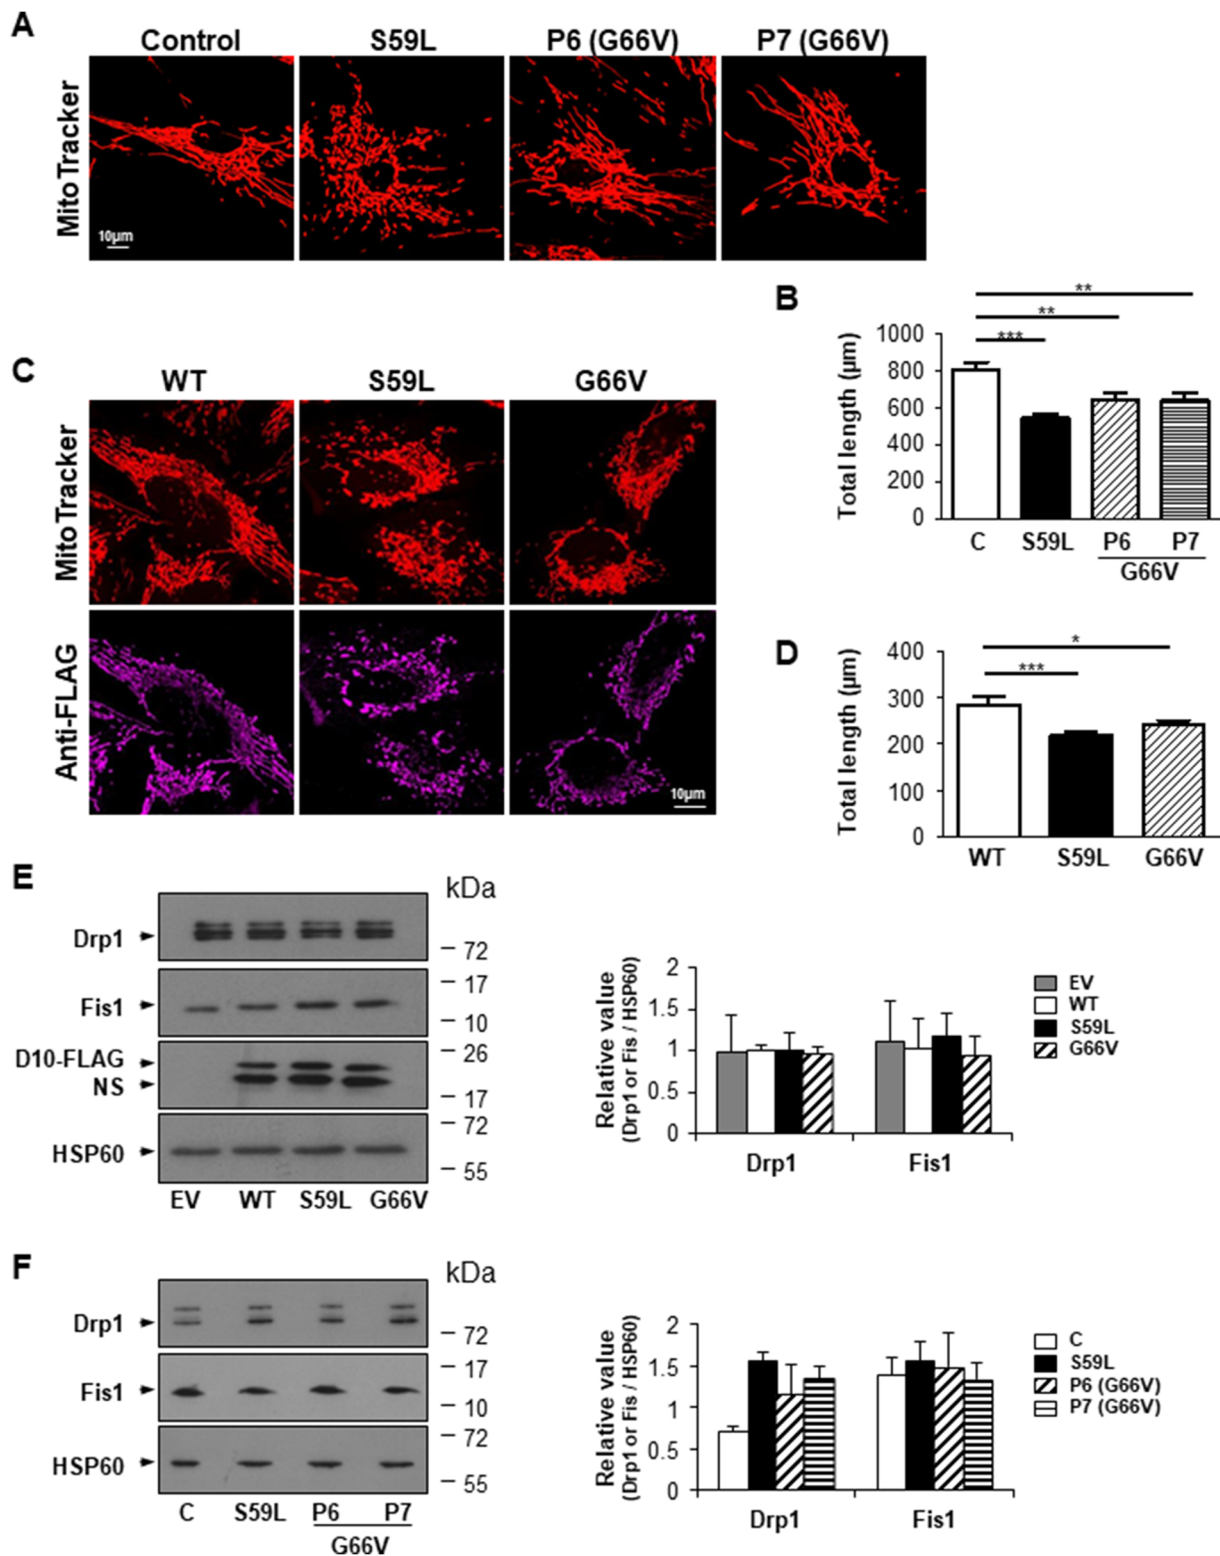 A
Control
S59L
P6 (G66V)
P7 (G66V)
MitoTracker
10µm
B
**
**
***
Total length (µm)
1000
800
600
400
200
0
C
S59L
P6
P7
G66V
C
WT
S59L
G66V
MitoTracker
Anti-FLAG
10µm
D
*
***
Total length (µm)
400
300
200
100
0
WT
S59L
G66V
E
kDa
Drp1
72
Fis1
17
10
D10-FLAG
NS
26
17
HSP60
72
55
EV
WT
S59L
G66V
Relative value
(Drp1 or Fis / HSP60)
2
1.5
1
0.5
0
Drp1
Fis1
EV
WT
S59L
G66V
F
kDa
Drp1
72
Fis1
17
10
HSP60
72
55
C
S59L
P6
P7
G66V
Relative value
(Drp1 or Fis / HSP60)
2
1.5
1
0.5
0
Drp1
Fis1
C
S59L
P6 (G66V)
P7 (G66V)